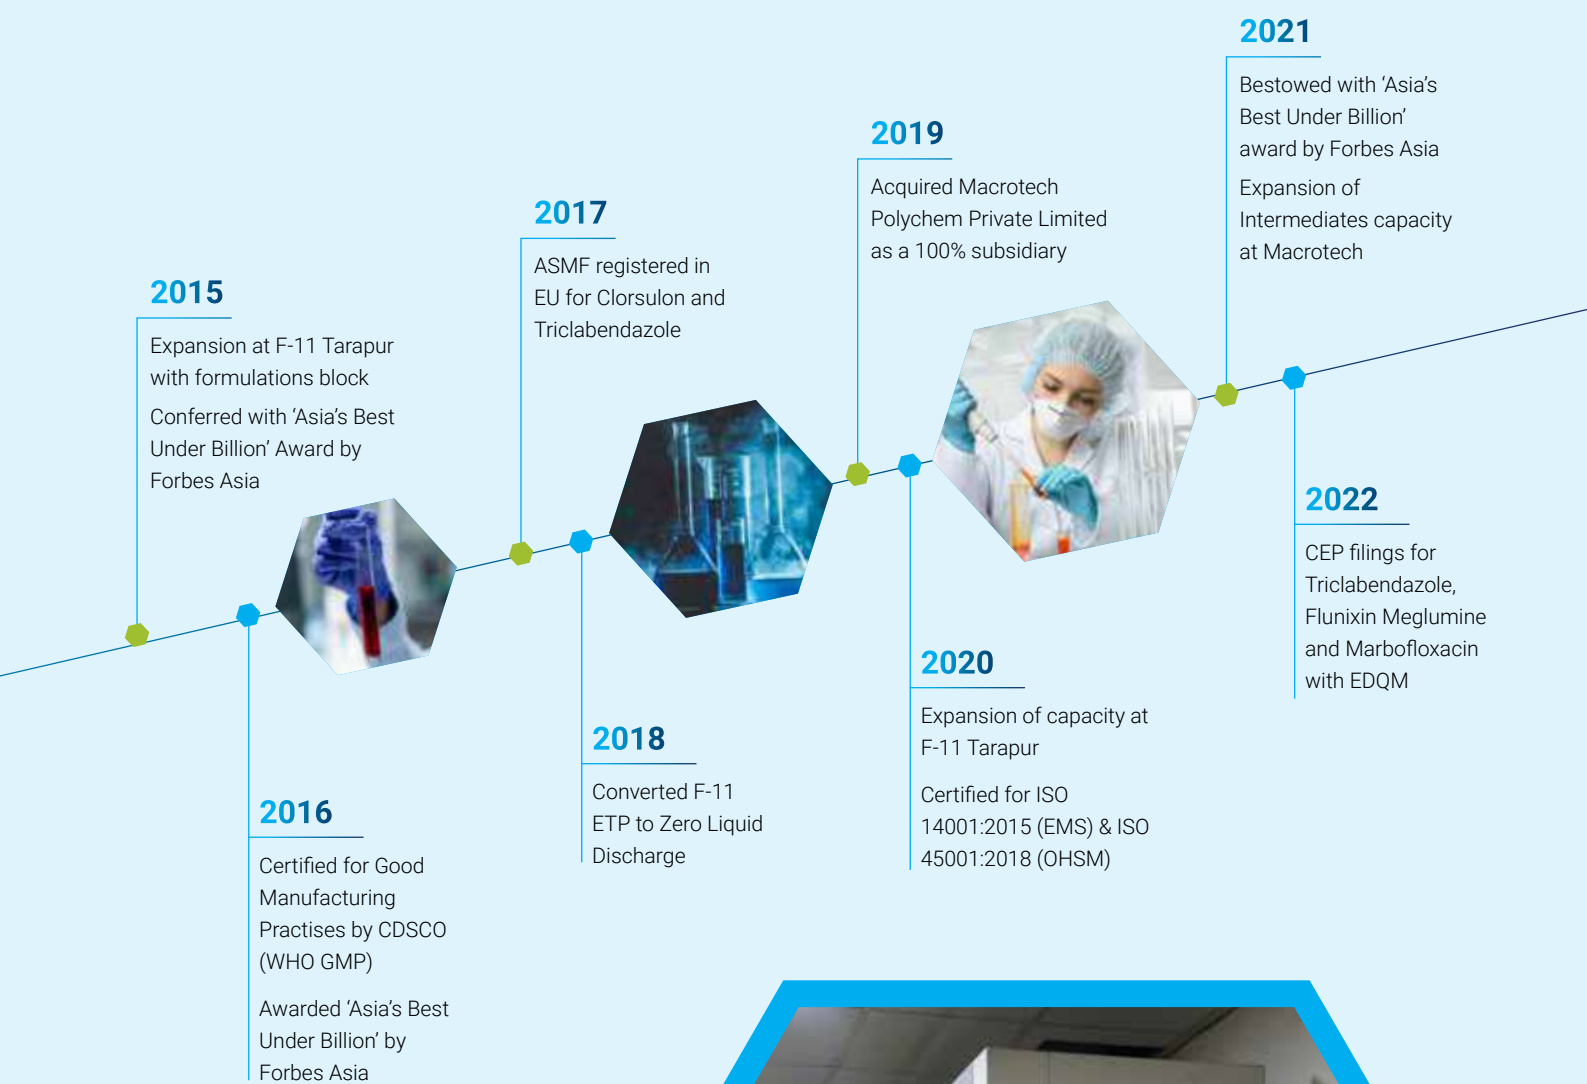 2015
Expansion at F-11 Tarapur
with formulations block
Conferred with ‘Asia’s Best
Under Billion’ Award by
Forbes Asia
2016
Certified for Good
Manufacturing
Practises by CDSCO
(WHO GMP)
Awarded ‘Asia’s Best
Under Billion’ by
Forbes Asia
2017
ASMF registered in
EU for Clorsulon and
Triclabendazole
2018
Converted F-11
ETP to Zero Liquid
Discharge
2019
Acquired Macrotech
Polychem Private Limited
as a 100% subsidiary
2020
Expansion of capacity at
F-11 Tarapur
Certified for ISO
14001:2015 (EMS) & ISO
45001:2018 (OHSM)
2021
Bestowed with ‘Asia’s
Best Under Billion’
award by Forbes Asia
Expansion of
Intermediates capacity
at Macrotech
2022
CEP filings for
Triclabendazole,
Flunixin Meglumine
and Marbofloxacin
with EDQM